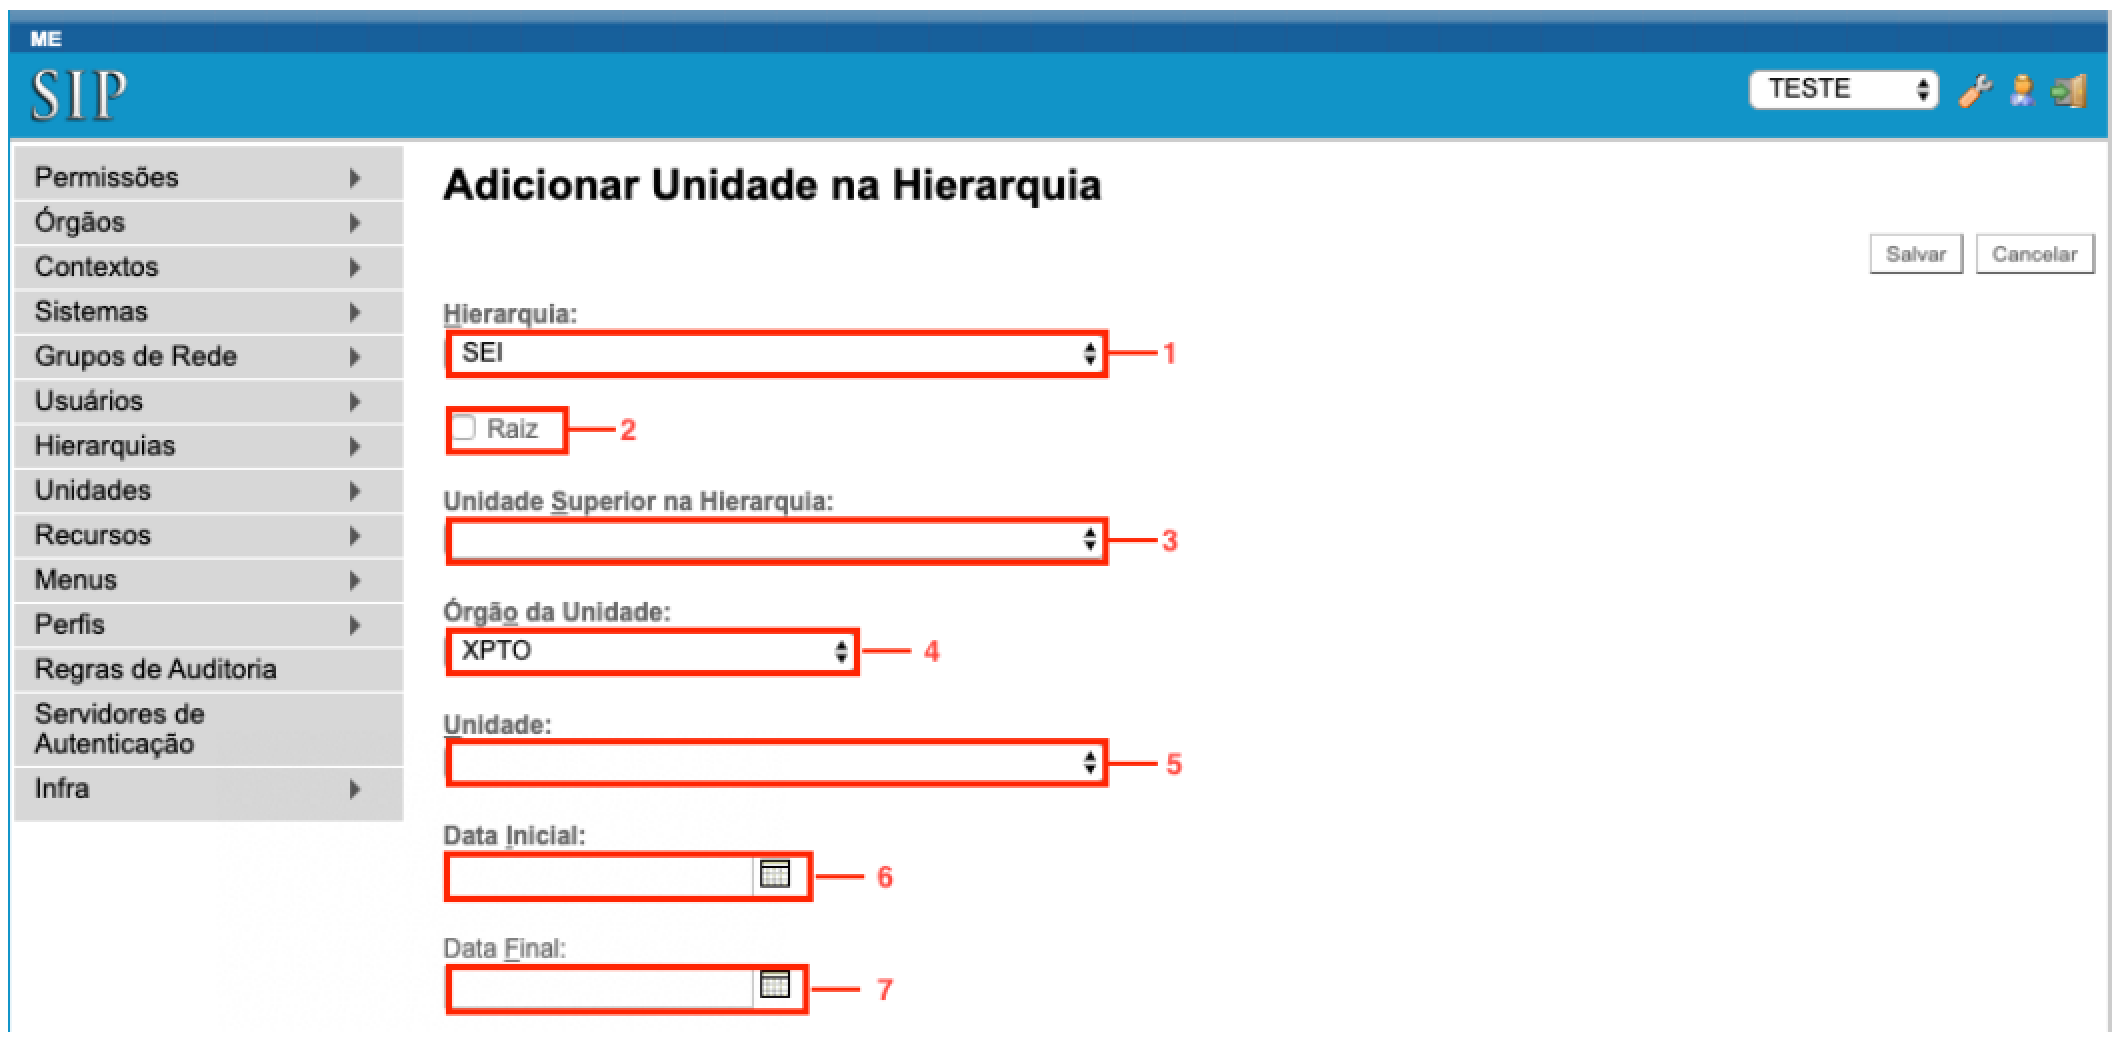 ME
SIP
TESTE
Permissões
Órgãos
Contextos
Sistemas
Grupos de Rede
Usuários
Hierarquias
Unidades
Recursos
Menus
Perfis
Regras de Auditoria
Servidores de
Autenticação
Infra
Adicionar Unidade na Hierarquia
Salvar Cancelar
Hierarquia:
SEI 1
Raiz 2
Unidade Superior na Hierarquia:
3
Órgão da Unidade:
XPTO 4
Unidade:
5
Data Inicial:
6
Data Final:
7